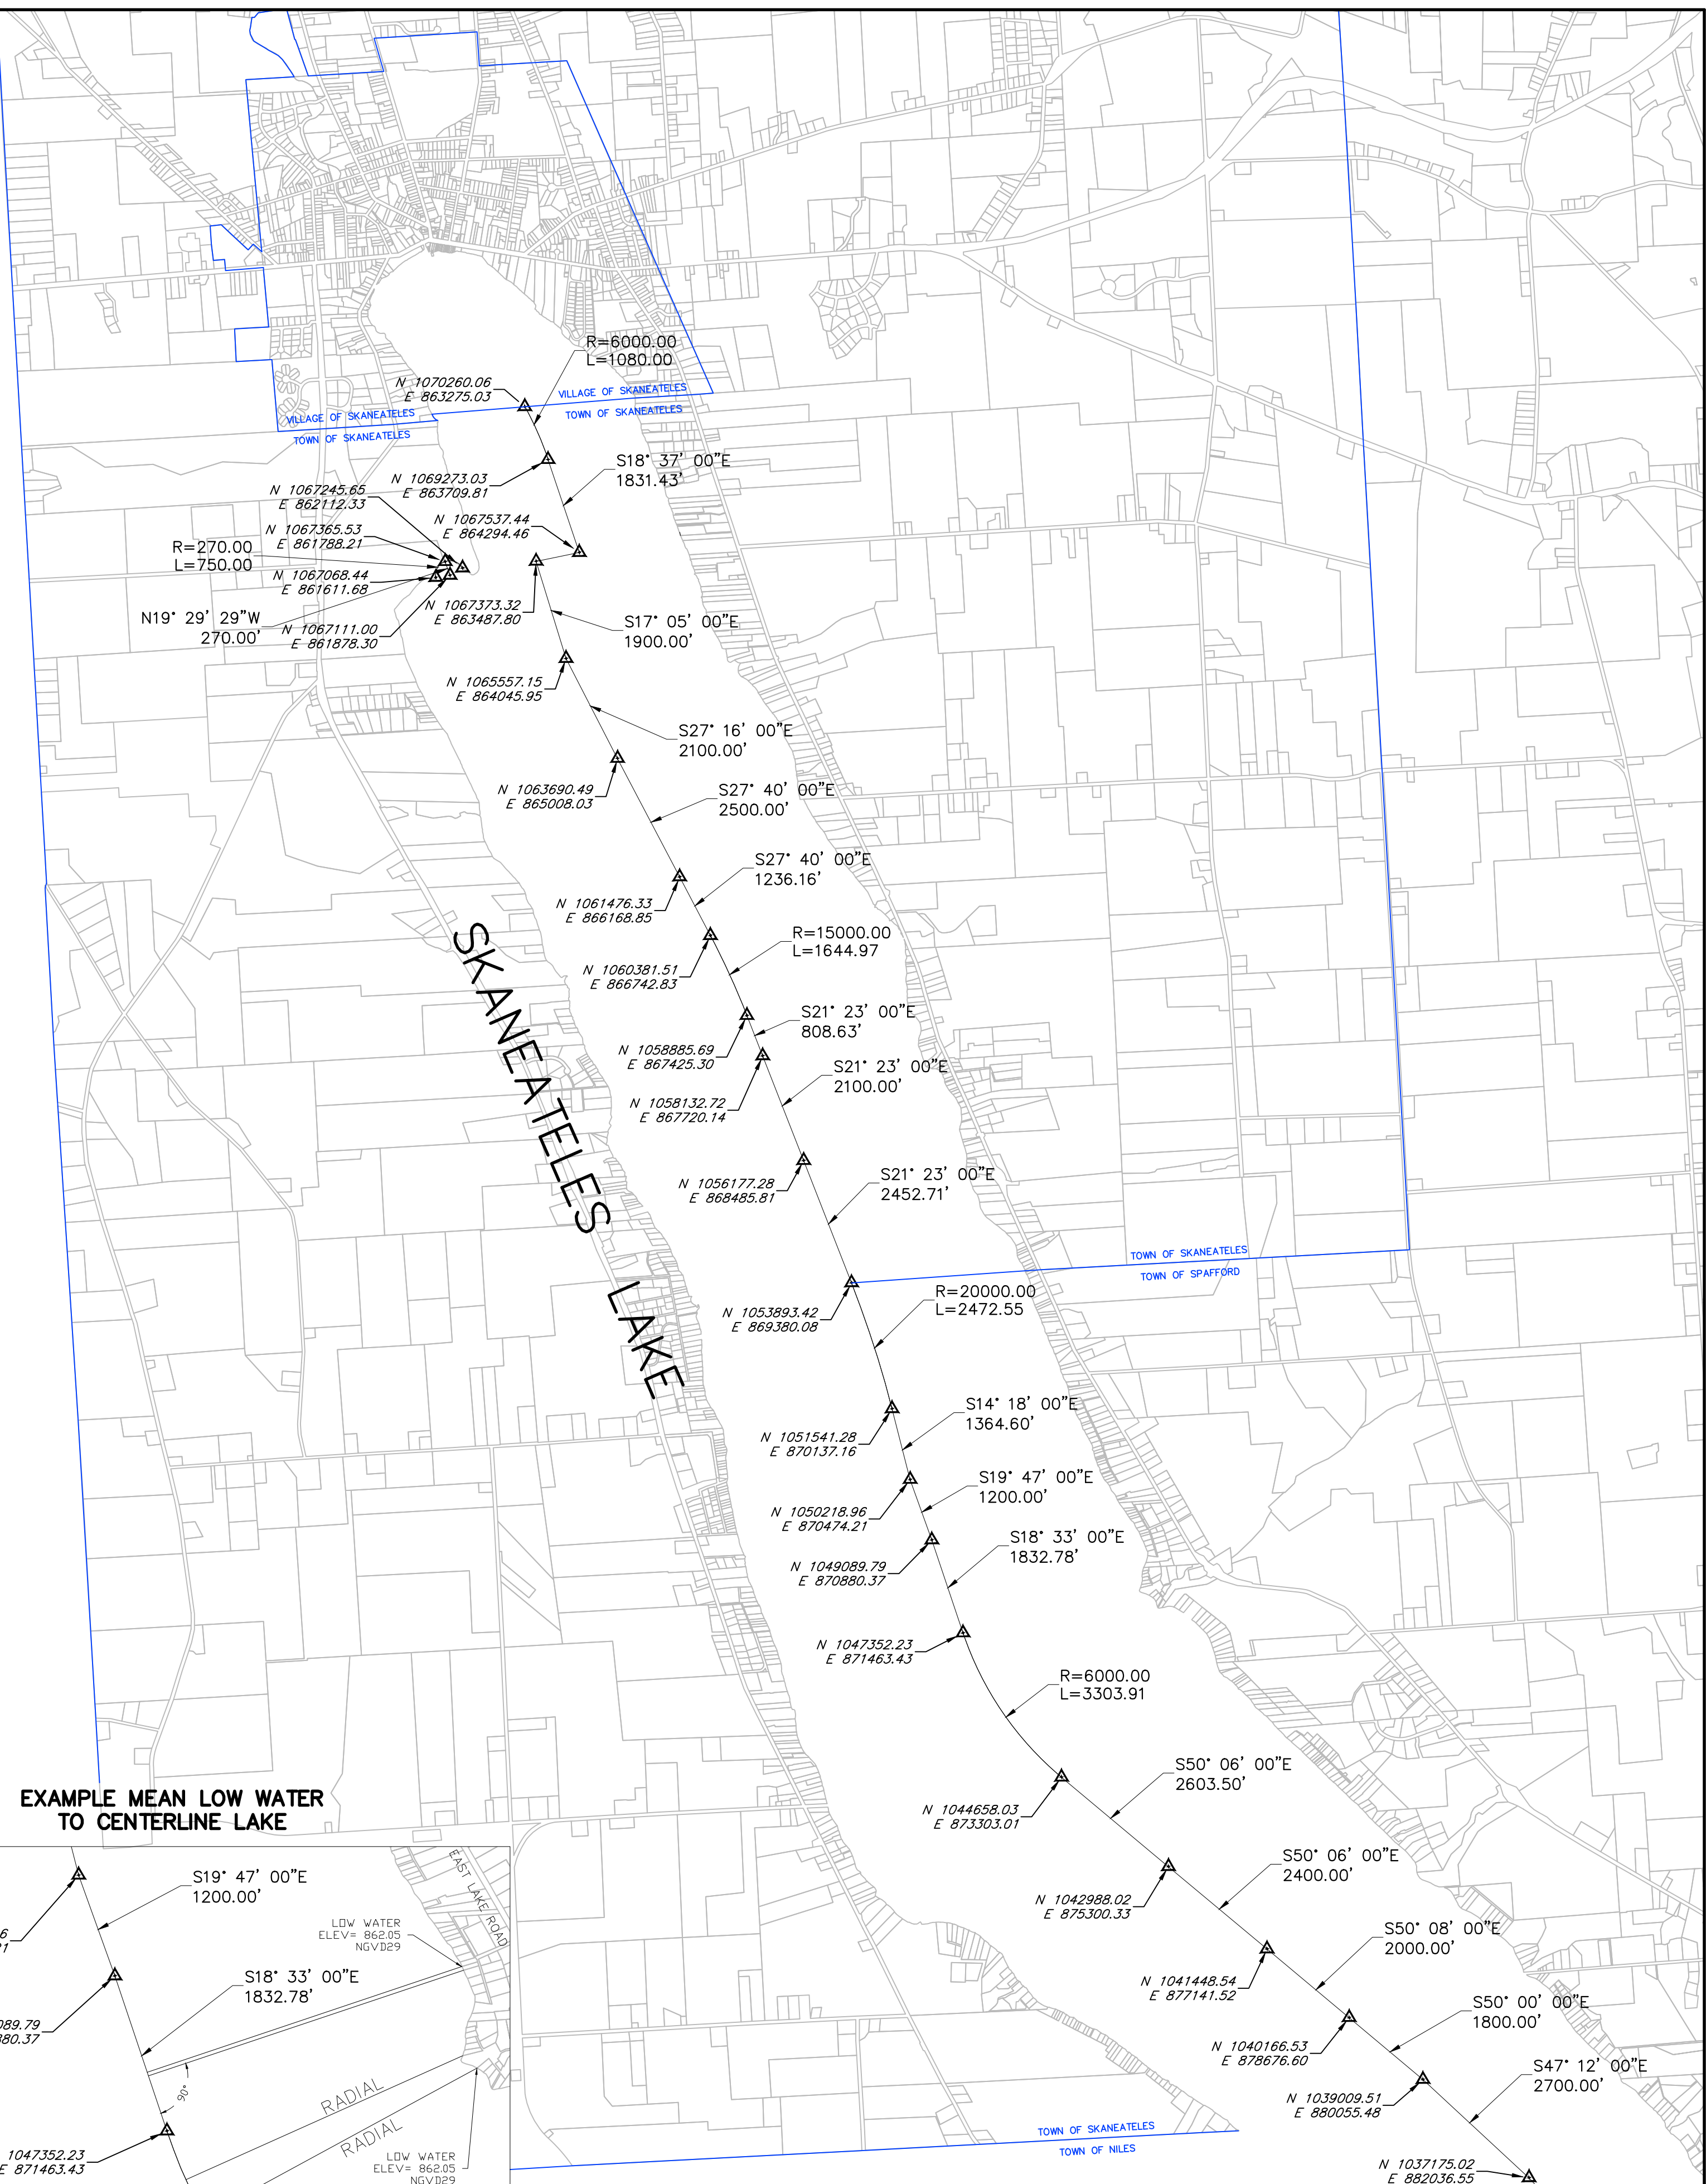 R=6000.00
L=1080.00
N 1070260.06
E 863275.03
VILLAGE OF SKANEATELES
TOWN OF SKANEATELES
VILLAGE OF SKANEATELES
TOWN OF SKANEATELES
S18° 37' 00"E
1831.43'
N 1069273.03
E 863709.81
N 1067245.65
E 862112.33
N 1067537.44
E 864294.46
N 1067365.53
E 861788.21
R=270.00
L=750.00
N 1067068.44
E 861611.68
N19° 29' 29"W
270.00'
N 1067111.00
E 861878.30
N 1067373.32
E 863487.80
S17° 05' 00"E
1900.00'
N 1065557.15
E 864045.95
S27° 16' 00"E
2100.00'
N 1063690.49
E 865008.03
S27° 40' 00"E
2500.00'
S27° 40' 00"E
1236.16'
N 1061476.33
E 866168.85
R=15000.00
L=1644.97
N 1060381.51
E 866742.83
SKANEATELES LAKE
S21° 23' 00"E
808.63'
N 1058885.69
E 867425.30
S21° 23' 00"E
2100.00'
N 1058132.72
E 867720.14
S21° 23' 00"E
2452.71'
N 1056177.28
E 868485.81
TOWN OF SKANEATELES
TOWN OF SPAFFORD
R=20000.00
L=2472.55
N 1053893.42
E 869380.08
S14° 18' 00"E
1364.60'
N 1051541.28
E 870137.16
S19° 47' 00"E
1200.00'
N 1050218.96
E 870474.21
S18° 33' 00"E
1832.78'
N 1049089.79
E 870880.37
N 1047352.23
E 871463.43
R=6000.00
L=3303.91
S50° 06' 00"E
2603.50'
N 1044658.03
E 873303.01
S50° 06' 00"E
2400.00'
N 1042988.02
E 875300.33
S50° 08' 00"E
2000.00'
N 1041448.54
E 877141.52
S50° 00' 00"E
1800.00'
N 1040166.53
E 878676.60
S47° 12' 00"E
2700.00'
N 1039009.51
E 880055.48
N 1037175.02
E 882036.55
TOWN OF SKANEATELES
TOWN OF NILES
EXAMPLE MEAN LOW WATER
TO CENTERLINE LAKE
S19° 47' 00"E
1200.00'
EAST LAKE ROAD
LOW WATER
ELEV= 862.05
NGVD29
6
21
S18° 33' 00"E
1832.78'
089.79
880.37
90°
RADIAL
RADIAL
1047352.23
E 871463.43
LOW WATER
ELEV= 862.05
NGVD29